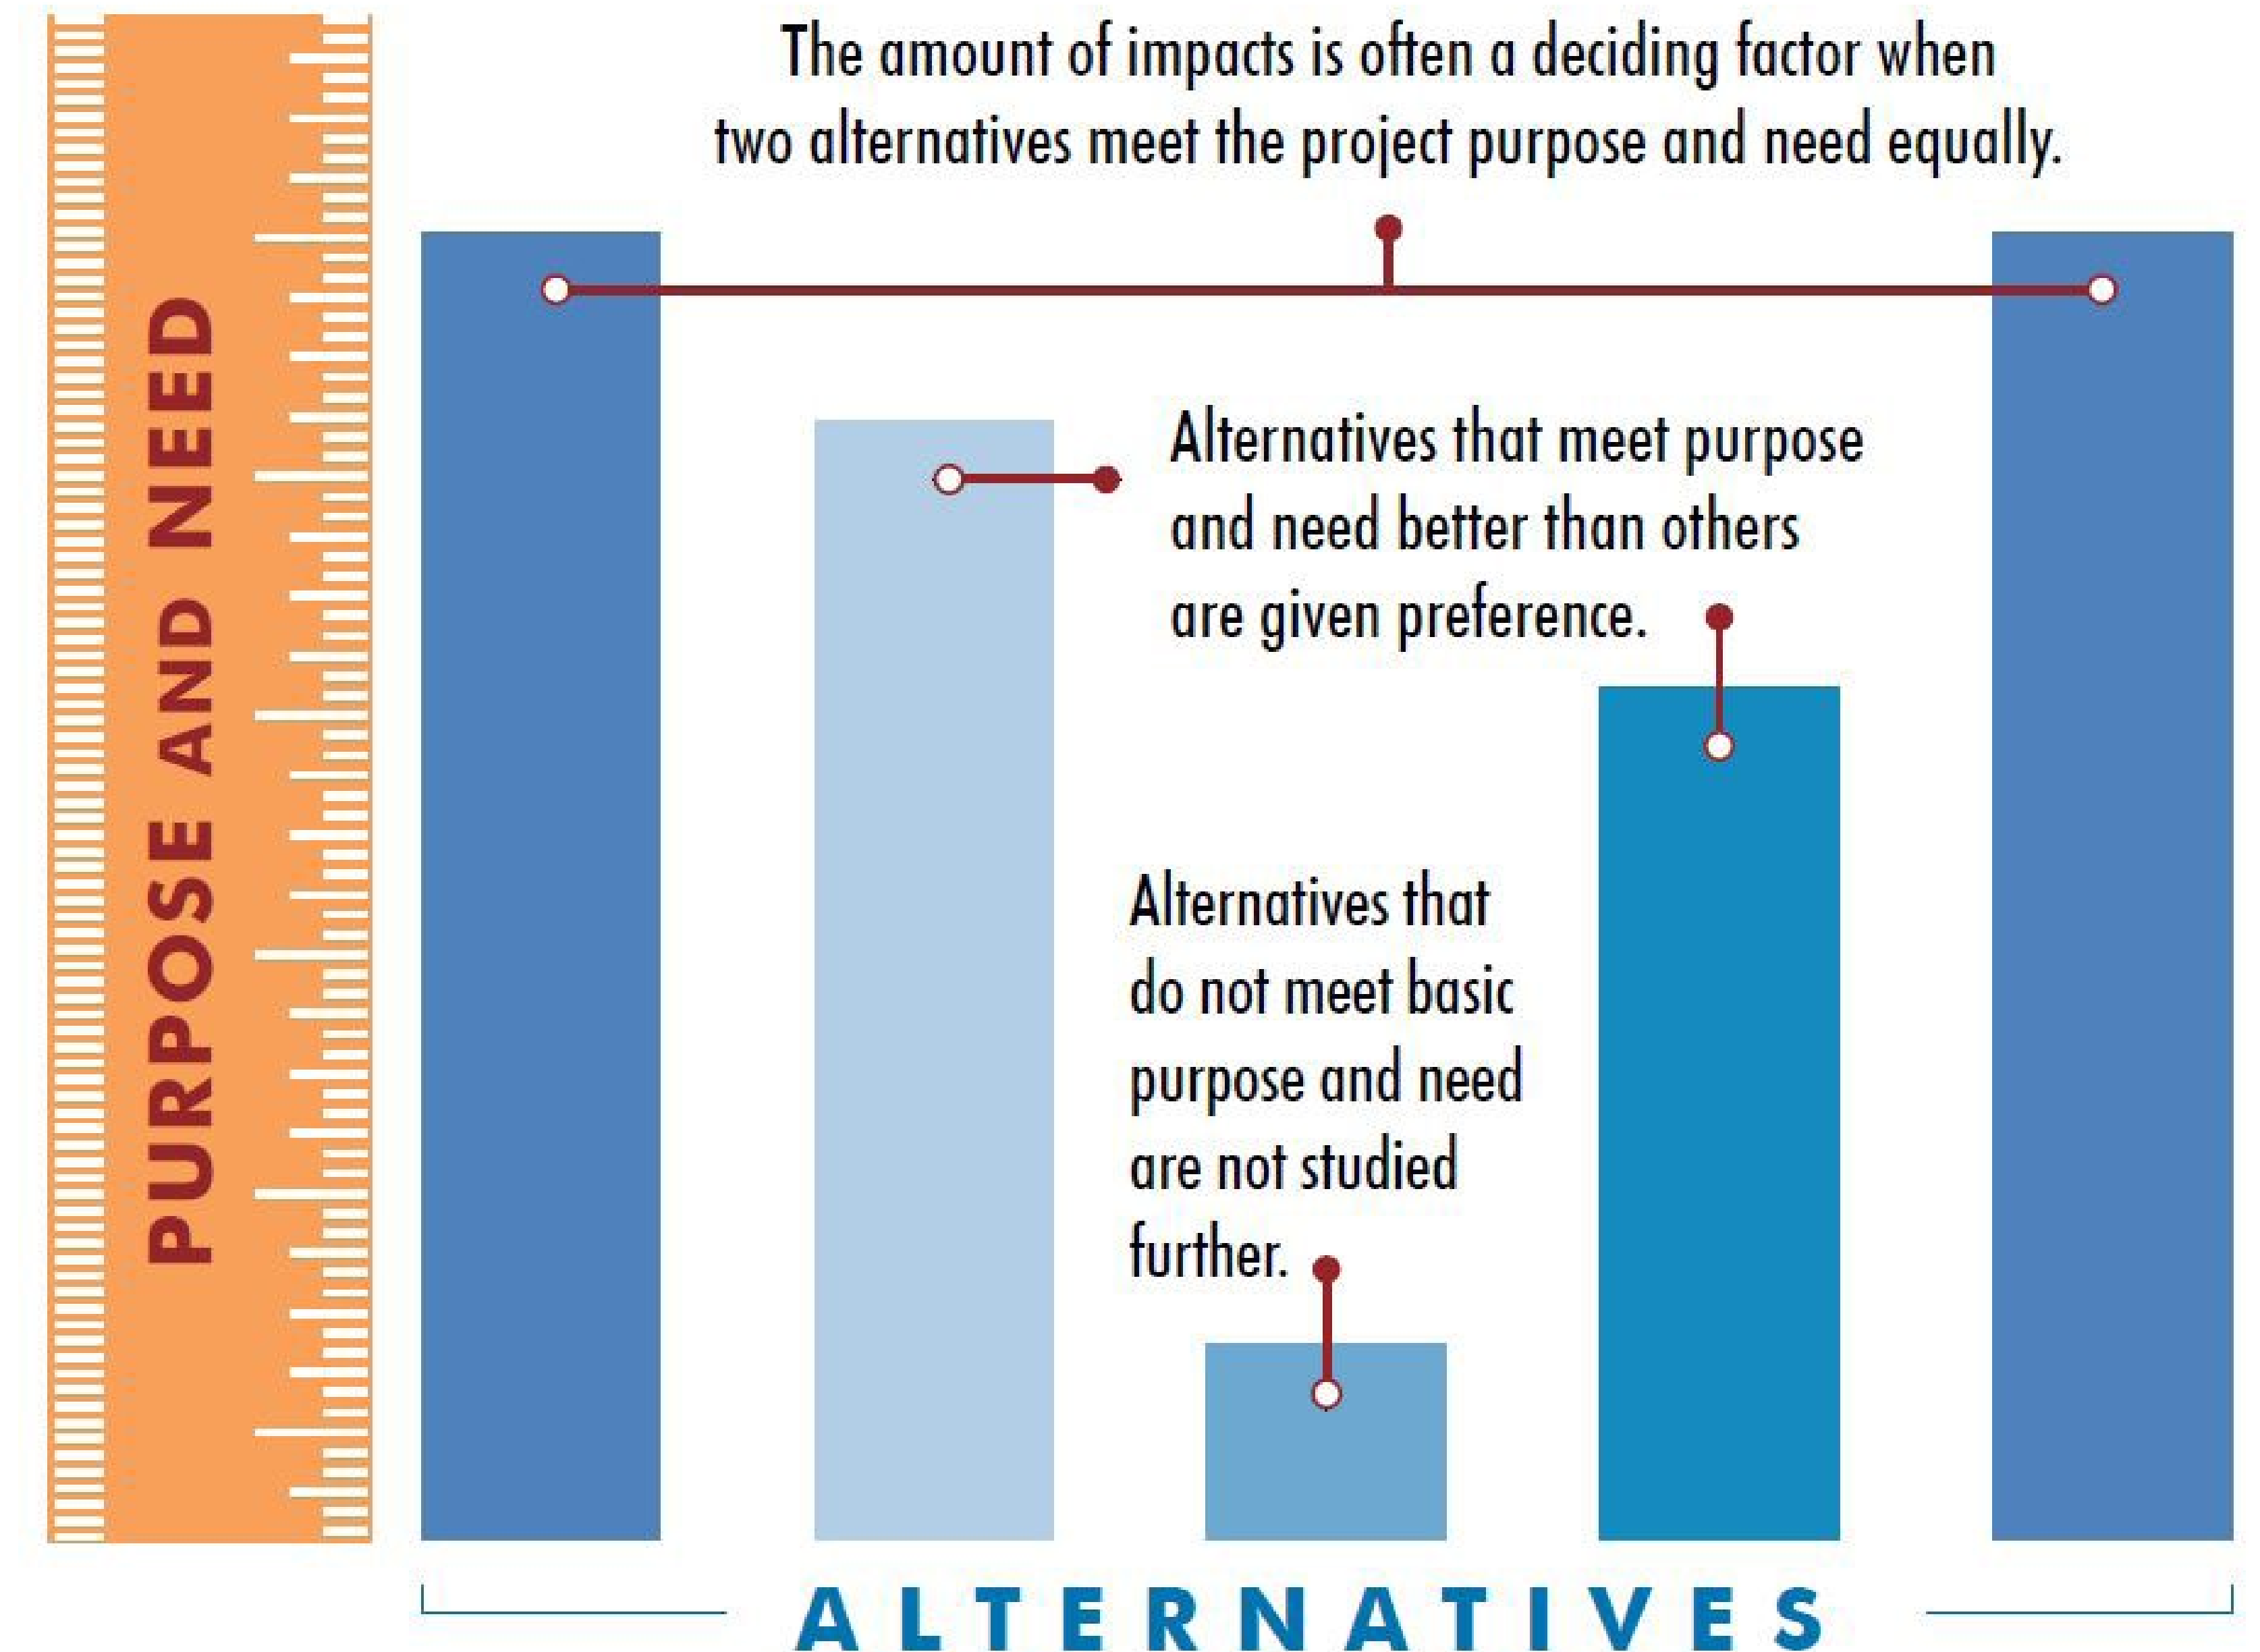 The amount of impacts is often a deciding factor when
two alternatives meet the project purpose and need equally.
PURPOSE AND NEED
Alternatives that meet purpose
and need better than others
are given preference.
Alternatives that
do not meet basic
purpose and need
are not studied
further.
ALTERNATIVES